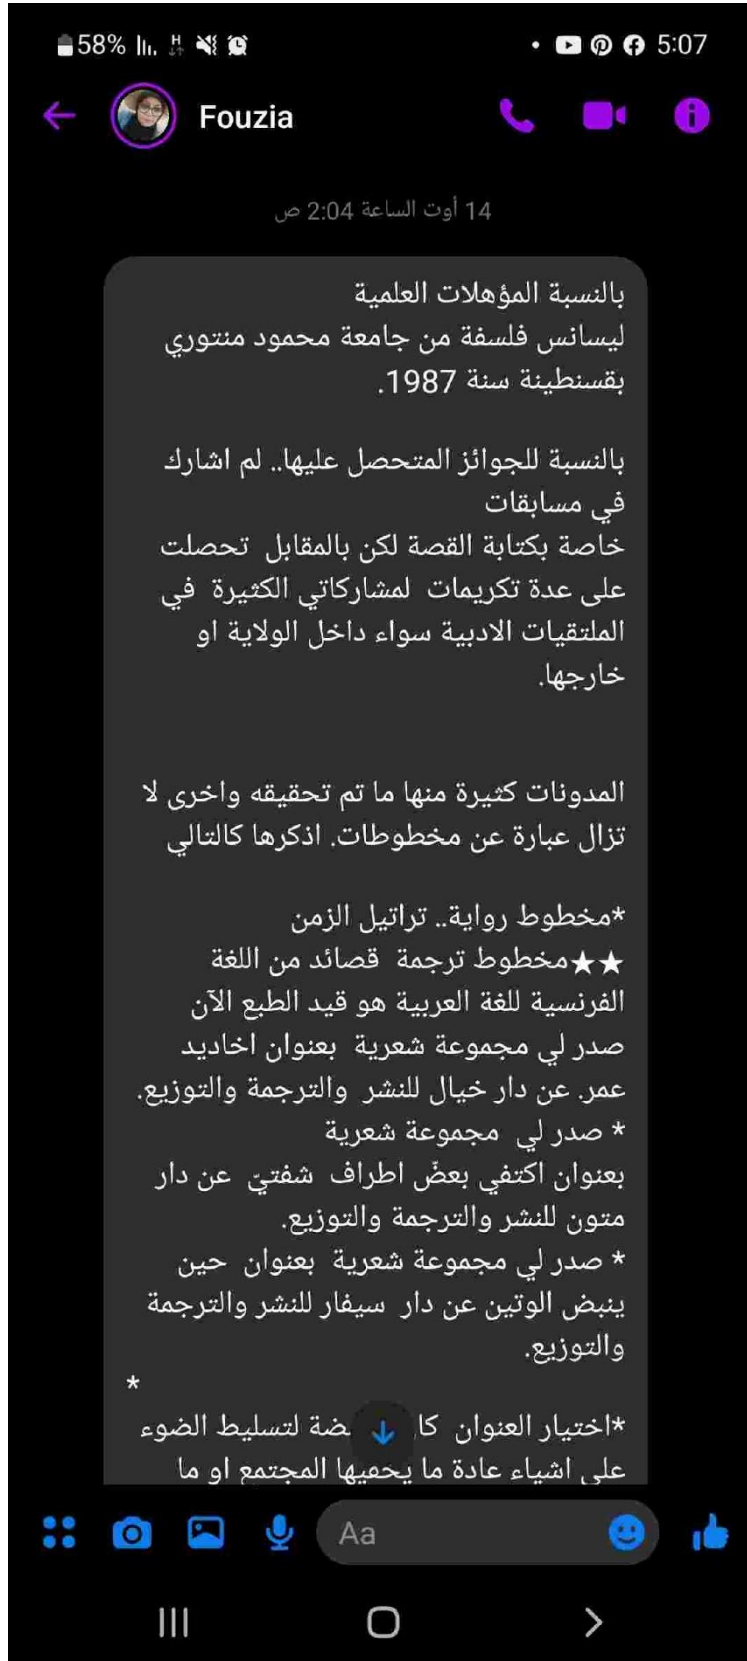 58%
5:07
Fouzia
14 أوت الساعة 2:04 ص
بالنسبة المؤهلات العلمية
ليسانس فلسفة من جامعة محمود منتوري
بقسنطينة سنة 1987.
بالنسبة للجوائز المتحصل عليها.. لم اشارك
في مسابقات
خاصة بكتابة القصة لكن بالمقابل تحصلت
على عدة تكريمات لمشاركاتي الكثيرة في
الملتقيات الادبية سواء داخل الولاية او
خارجها.
المدونات كثيرة منها ما تم تحقيقه واخرى لا
تزال عبارة عن مخطوطات. اذكرها كالتالي
*مخطوط رواية.. تراتيل الزمن
★★مخطوط ترجمة قصائد من اللغة
الفرنسية للغة العربية هو قيد الطبع الآن
صدر لي مجموعة شعرية بعنوان اخاديد
عمر. عن دار خيال للنشر والترجمة والتوزيع.
* صدر لي مجموعة شعرية
بعنوان اكتفي بعضّ اطراف شفتيّ عن دار
متون للنشر والترجمة والتوزيع.
* صدر لي مجموعة شعرية بعنوان حين
ينبض الوتين عن دار سيفار للنشر والترجمة
والتوزيع.
*
*اختيار العنوان لتسليط الضوء
على اشياء عادة ما يخفيها المجتمع او ما
Aa